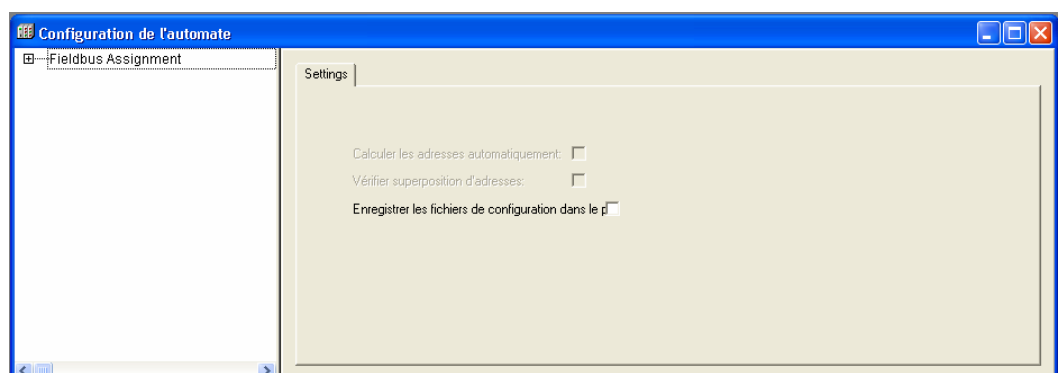 Configuration de l'automate
Fieldbus Assignment
Settings
Calculer les adresses automatiquement:
Vérifier superposition d'adresses:
Enregistrer les fichiers de configuration dans le p